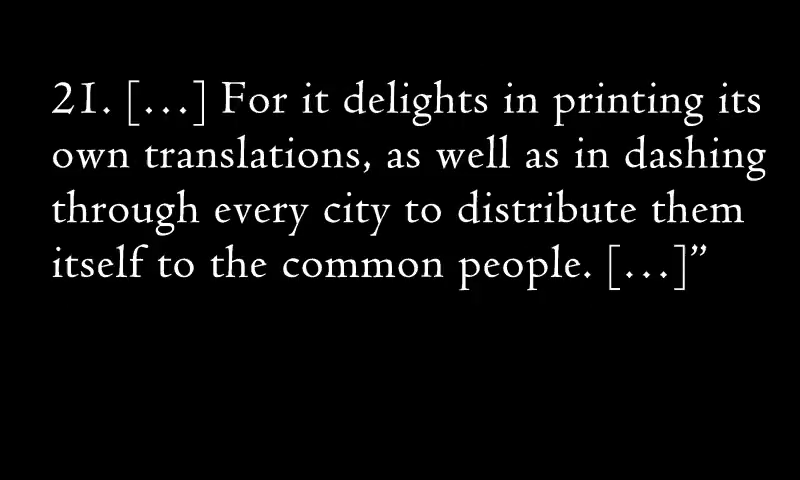 21. […] For it delights in printing its
own translations, as well as in dashing
through every city to distribute them
itself to the common people. […]”